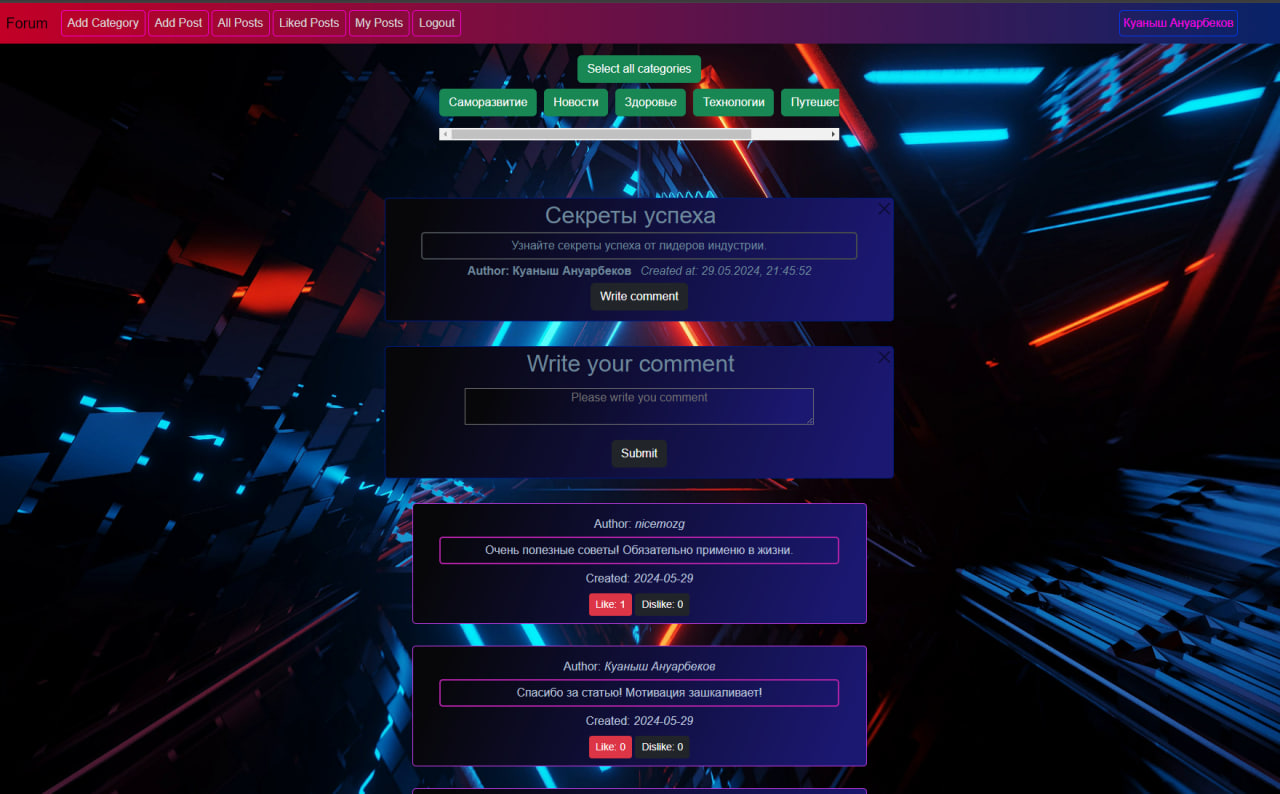 Forum Add Category Add Post All Posts Liked Posts My Posts Logout Куаныш Ануарбеков
Select all categories
Саморазвитие Новости Здоровье Технологии Путешес
Секреты успеха
Узнайте секреты успеха от лидеров индустрии.
Author: Куаныш Ануарбеков Created at: 29.05.2024, 21:45:52
Write comment
Write your comment
Please write you comment
Submit
Author: nicemozg
Очень полезные советы! Обязательно применю в жизни.
Created: 2024-05-29
Like: 1 Dislike: 0
Author: Куаныш Ануарбеков
Спасибо за статью! Мотивация зашкаливает!
Created: 2024-05-29
Like: 0 Dislike: 0